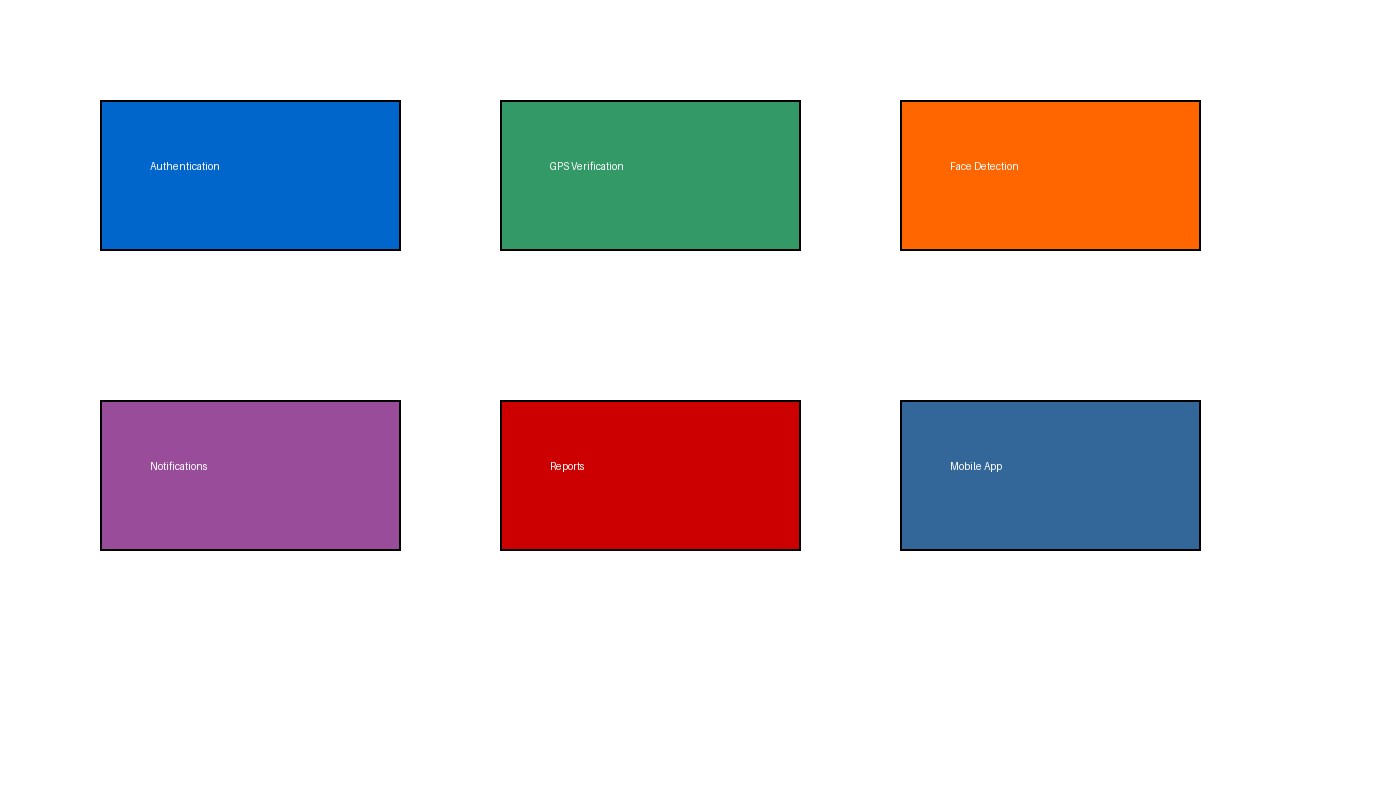 Authentication
GPS Verification
Face Detection
Notifications
Reports
Mobile App